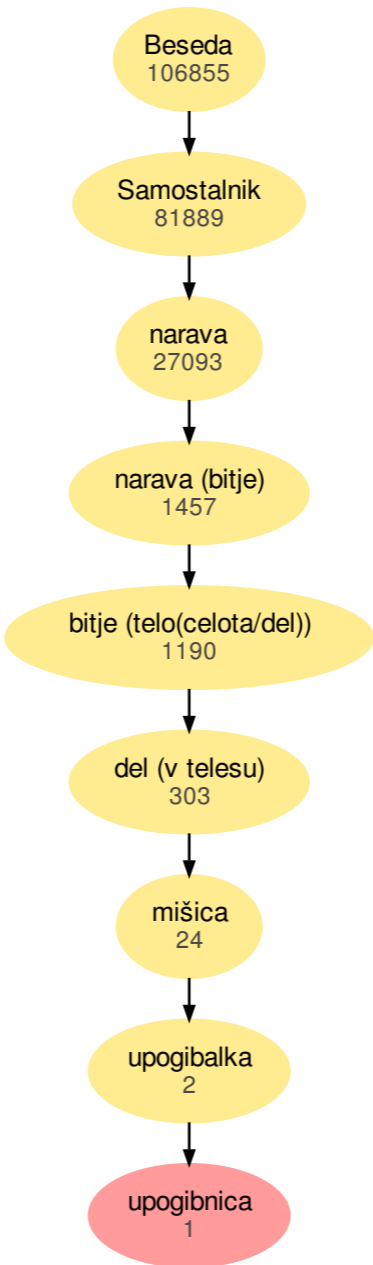 Beseda
106855
Samostalnik
81889
narava
27093
narava (bitje)
1457
bitje (telo(celota/del))
1190
del (v telesu)
303
mišica
24
upogibalka
2
upogibnica
1